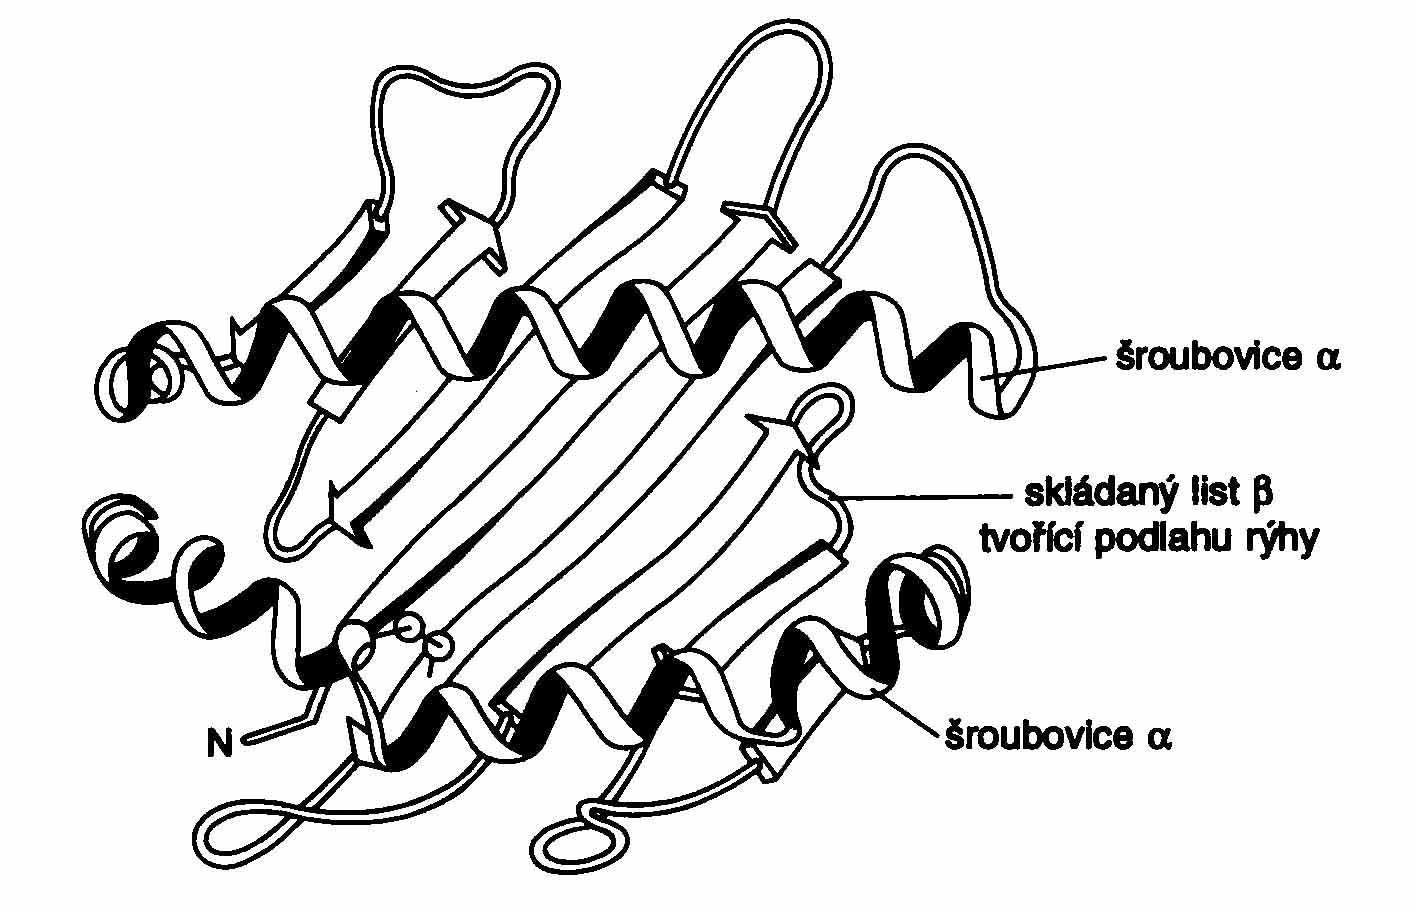 šroubovice α
skládaný list β
tvořící podlahu rýhy
N
šroubovice α